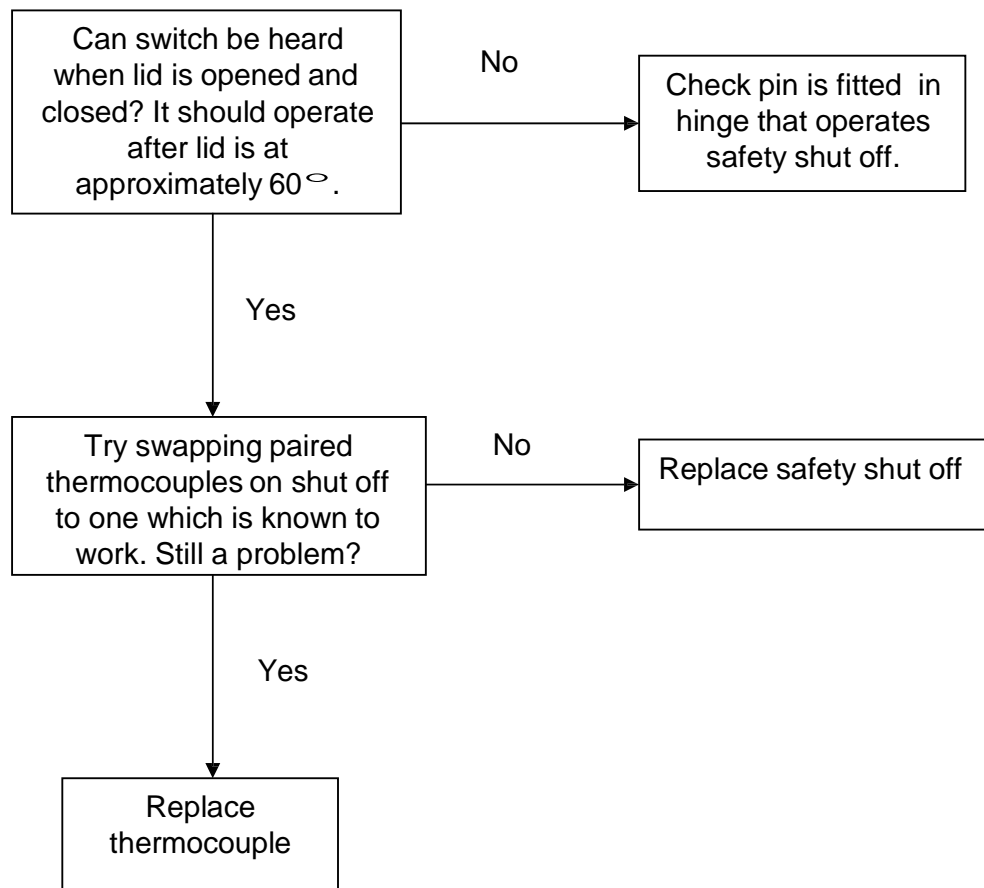 Can switch be heard
when lid is opened and
closed? It should operate
after lid is at
approximately 60°.
No
Check pin is fitted in
hinge that operates
safety shut off.
Yes
Try swapping paired
thermocouples on shut off
to one which is known to
work. Still a problem?
No
Replace safety shut off
Yes
Replace
thermocouple